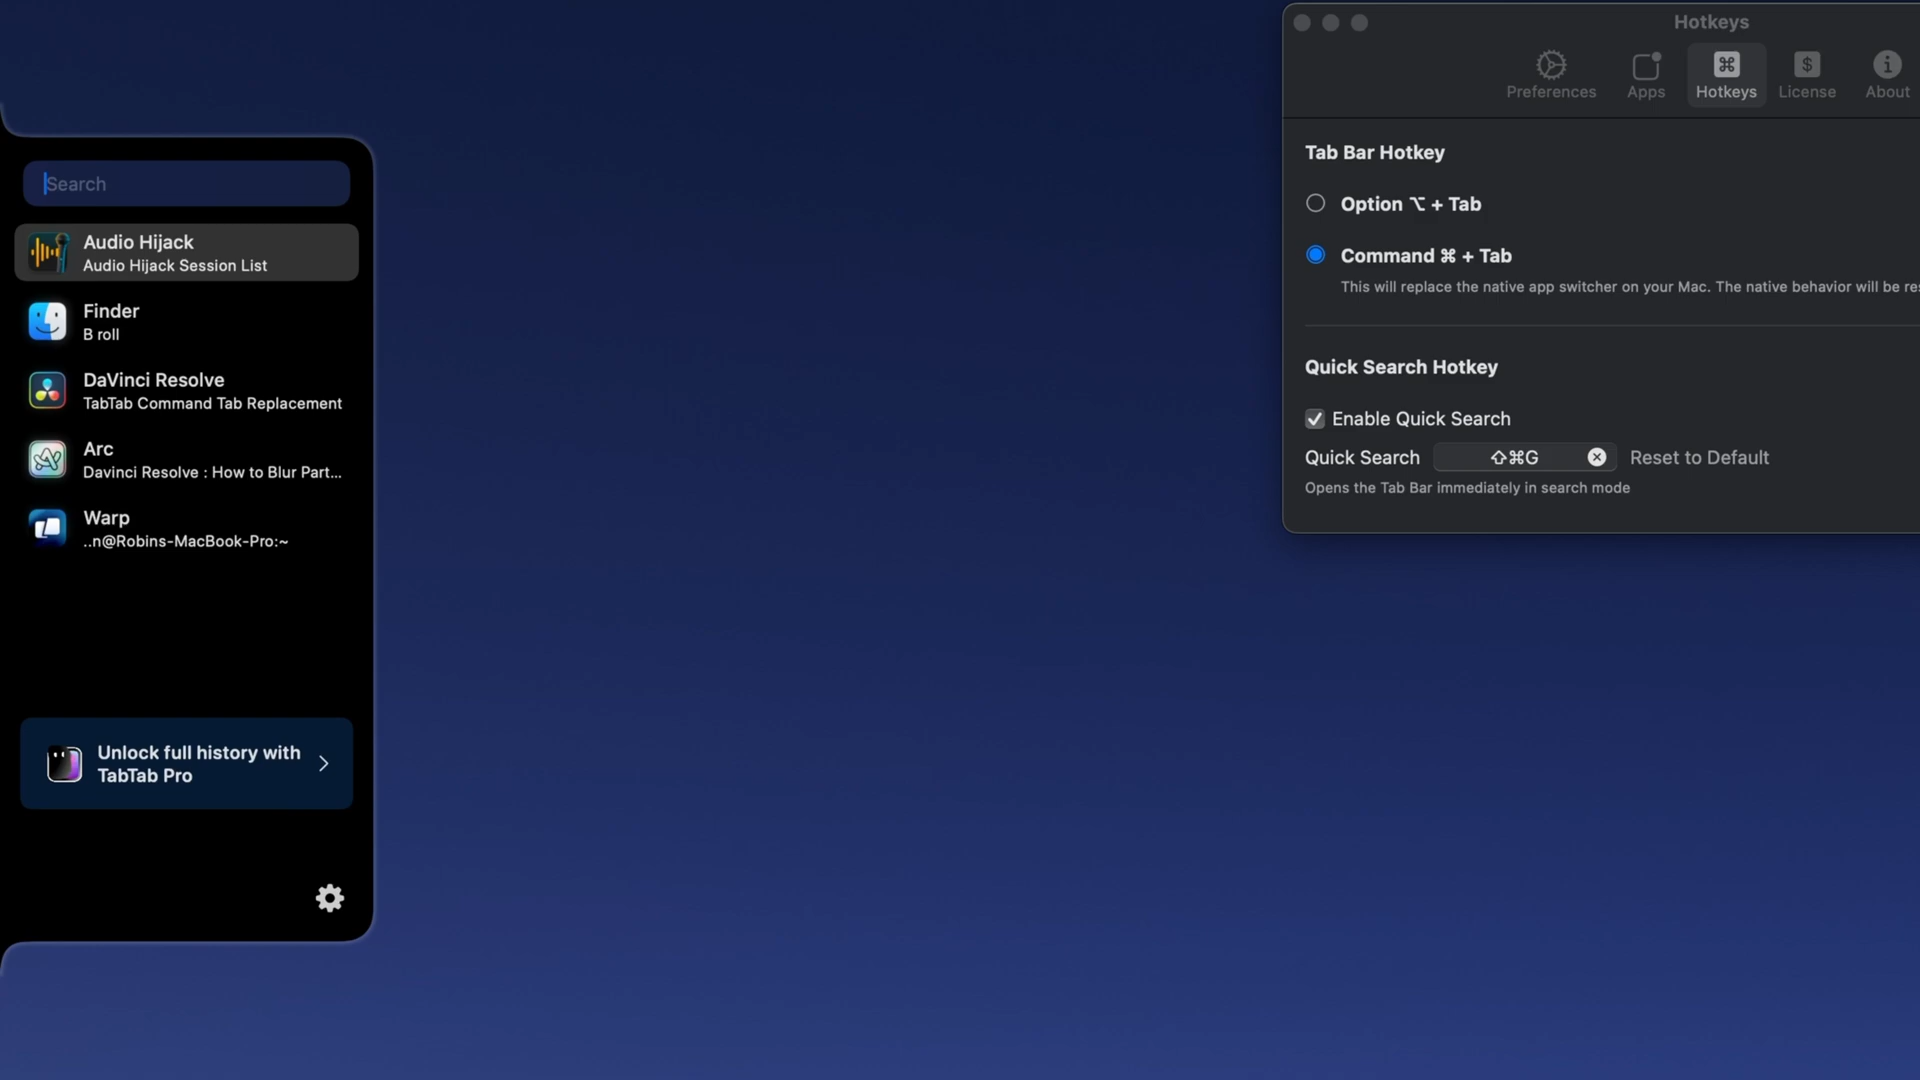 Search
Audio Hijack
Audio Hijack Session List
Finder
B roll
DaVinci Resolve
TabTab Command Tab Replacement
Arc
Davinci Resolve : How to Blur Part...
Warp
..n@Robins-MacBook-Pro:~
Unlock full history with
TabTab Pro
Hotkeys
Preferences
Apps
Hotkeys
License
About
Tab Bar Hotkey
Option ⌥ + Tab
Command ⌘ + Tab
This will replace the native app switcher on your Mac. The native behavior will be res
Quick Search Hotkey
Enable Quick Search
Quick Search ⇧⌘G Reset to Default
Opens the Tab Bar immediately in search mode